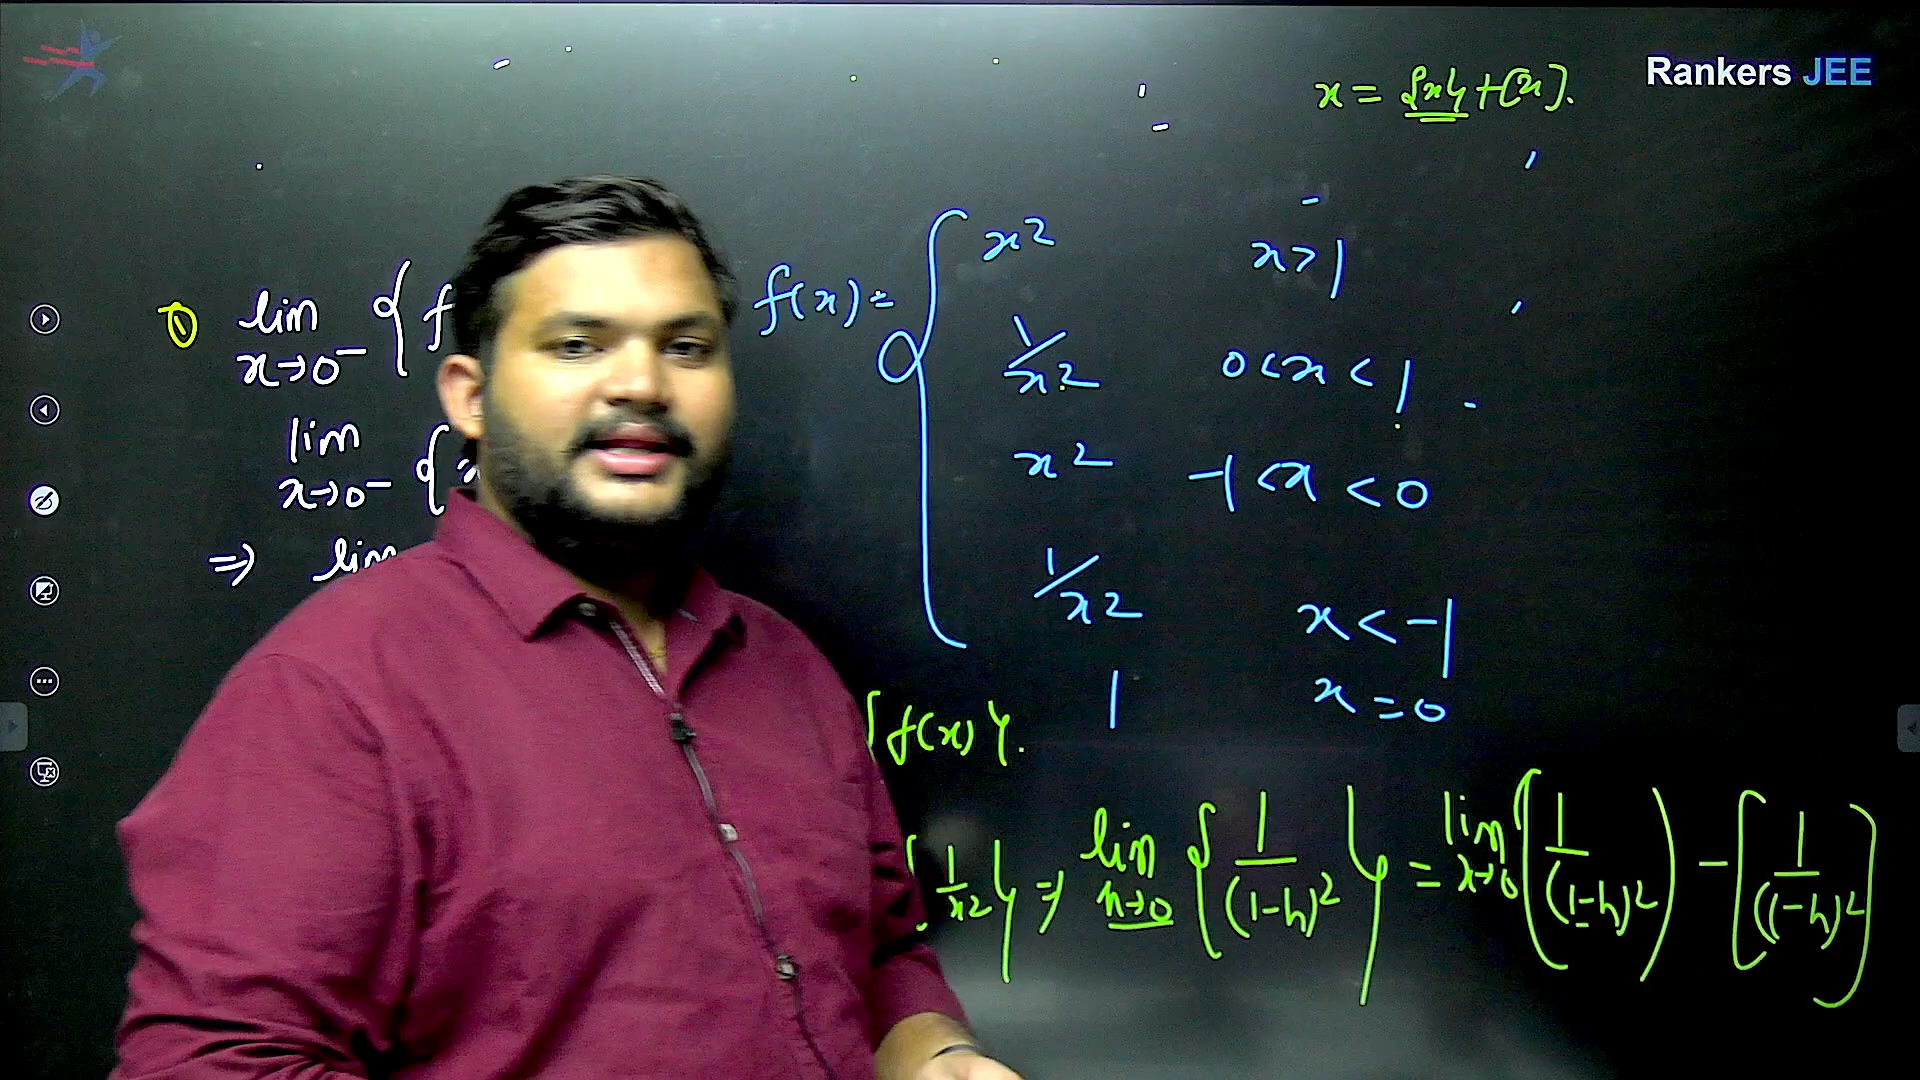 Rankers JEE
x = {x}+[x].
① lim { f
x→0⁻
lim {x
x→0⁻
⇒ lim
f(x) =
x² x>1
1/x² 0<x<1
x² -1<x<0
1/x² x<-1
1 x=0
{f(x)}.
{1/x²} ⇒ lim h→0 {1/(1-h)²} = lim x→0 (1/(1-h)²) - [1/(1-h)²]